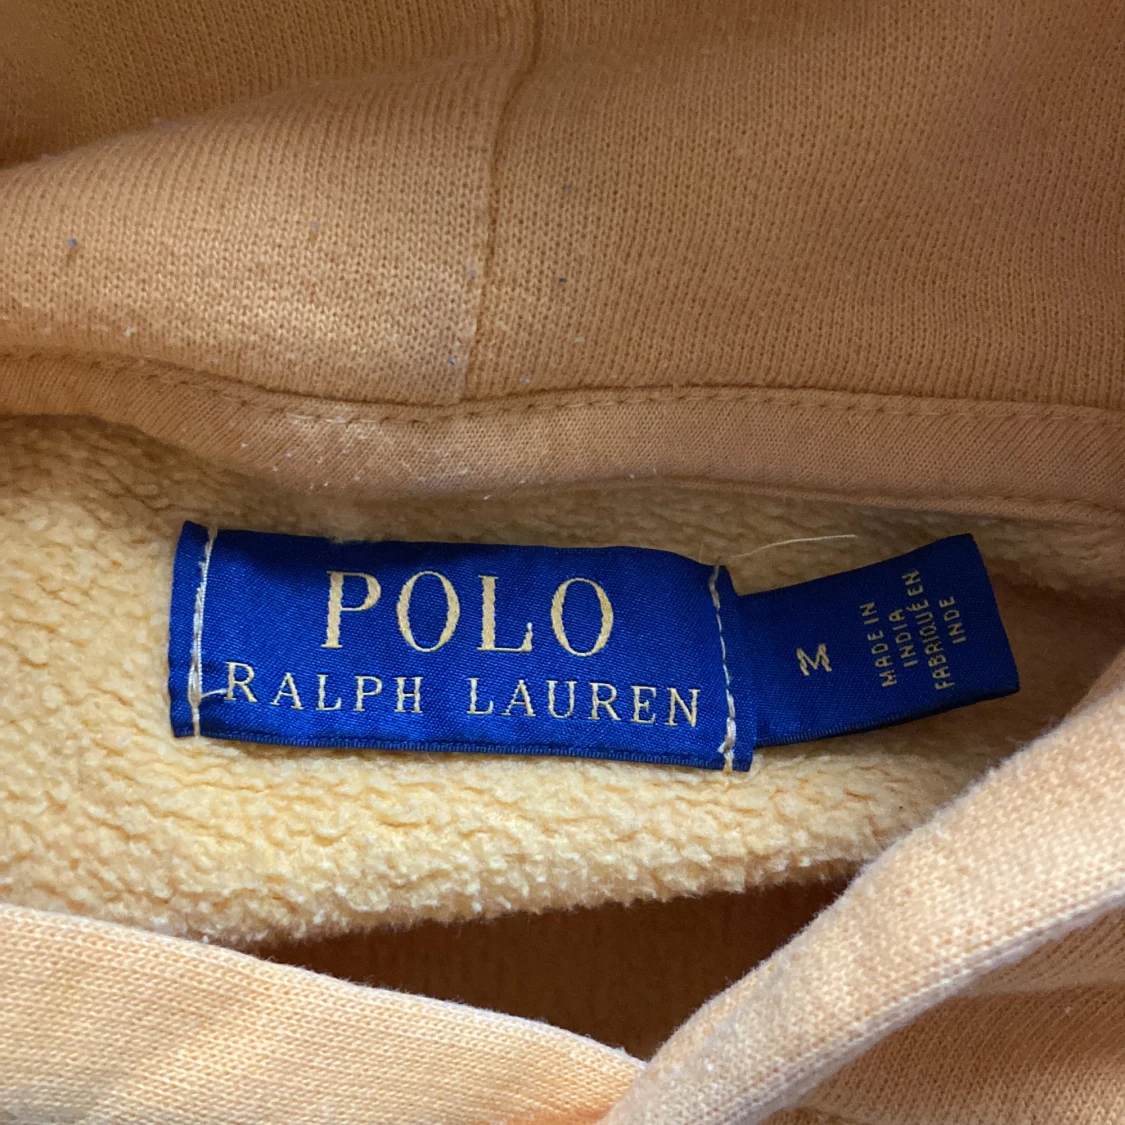 POLO
RALPH LAUREN
M
MADE IN
INDIA
FABRIQUÉ EN
INDE